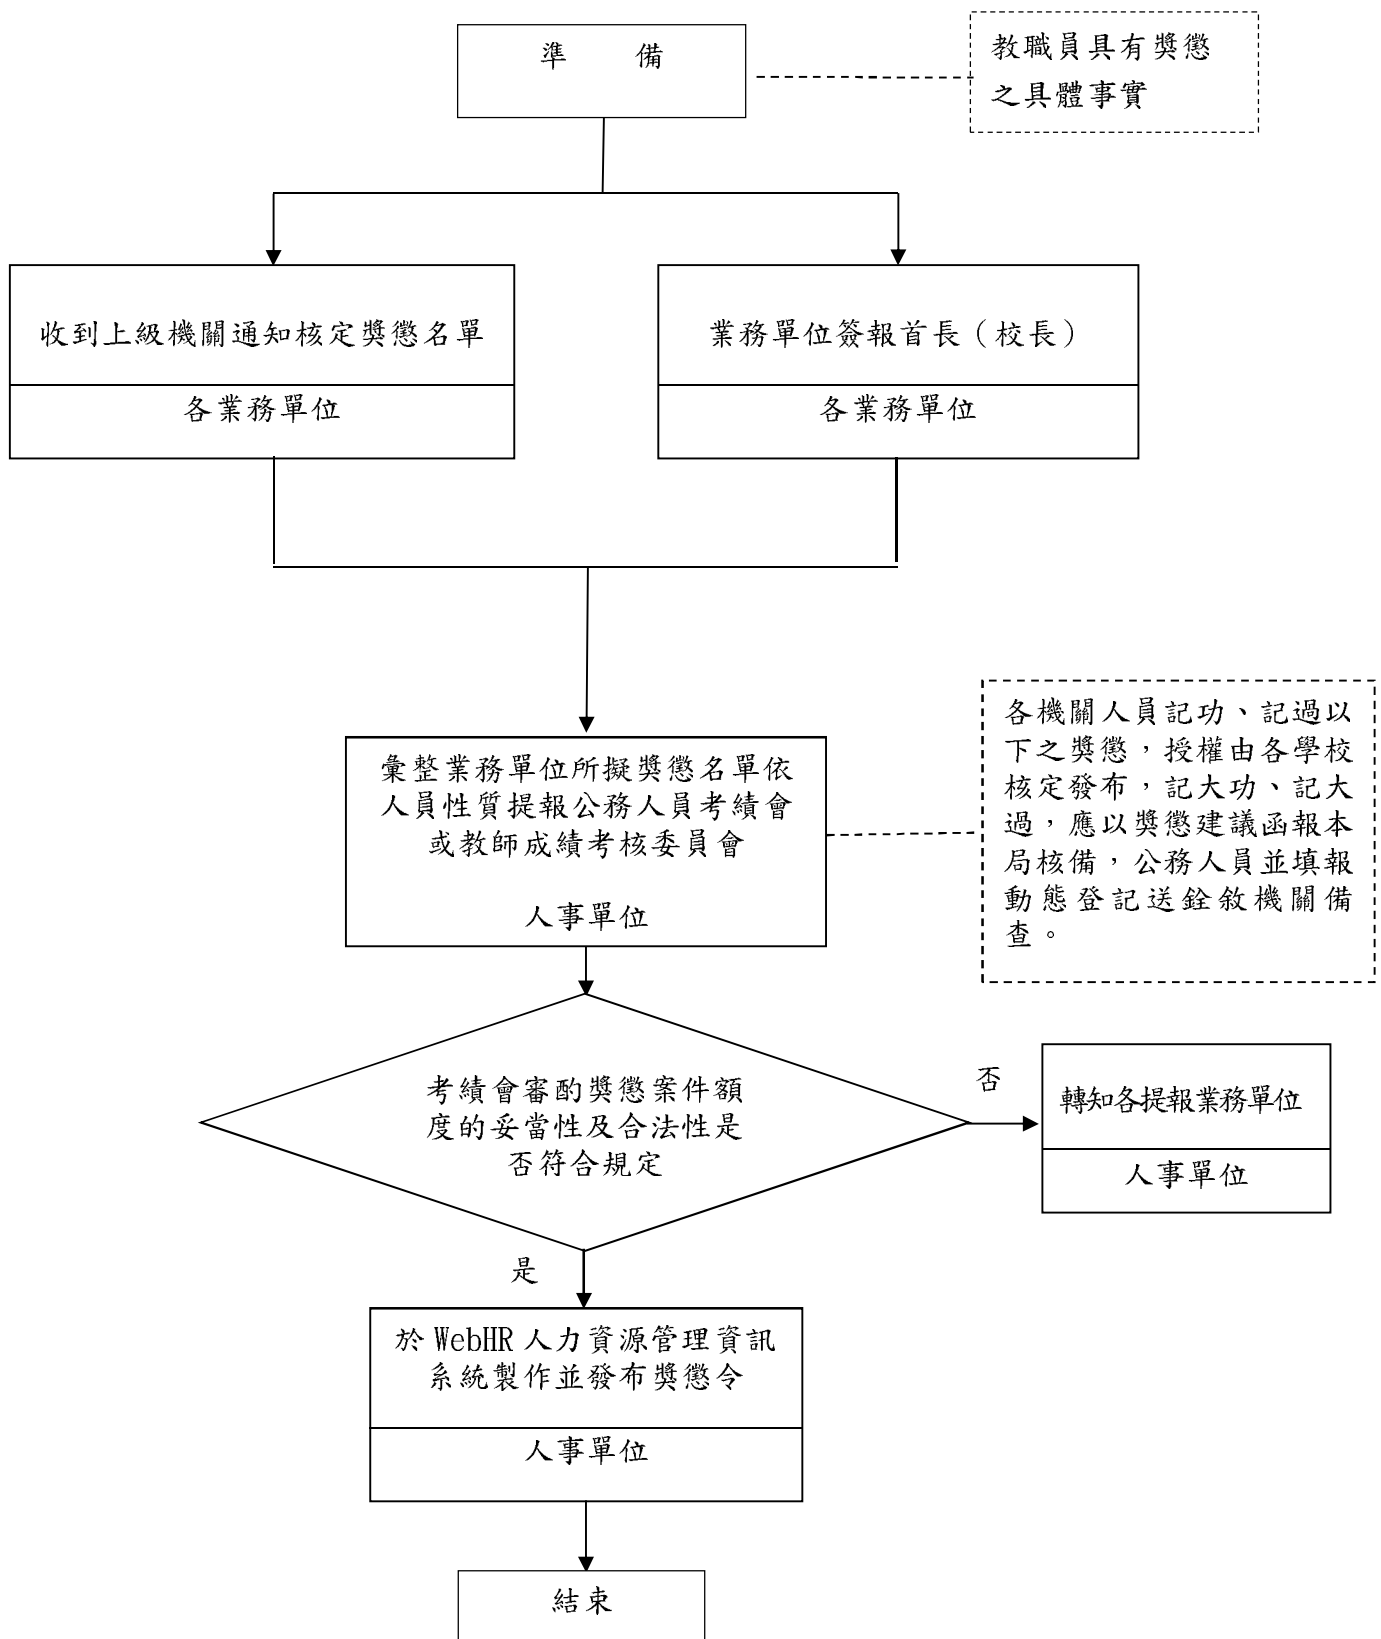 準 備
教職員具有獎懲
之具體事實
收到上級機關通知核定獎懲名單
各業務單位
業務單位簽報首長（校長）
各業務單位
彙整業務單位所擬獎懲名單依
人員性質提報公務人員考績會
或教師成績考核委員會
人事單位
各機關人員記功、記過以
下之獎懲，授權由各學校
核定發布，記大功、記大
過，應以獎懲建議函報本
局核備，公務人員並填報
動態登記送銓敘機關備
查。
考績會審酌獎懲案件額
度的妥當性及合法性是
否符合規定
否
轉知各提報業務單位
人事單位
是
於 WebHR 人力資源管理資訊
系統製作並發布獎懲令
人事單位
結束